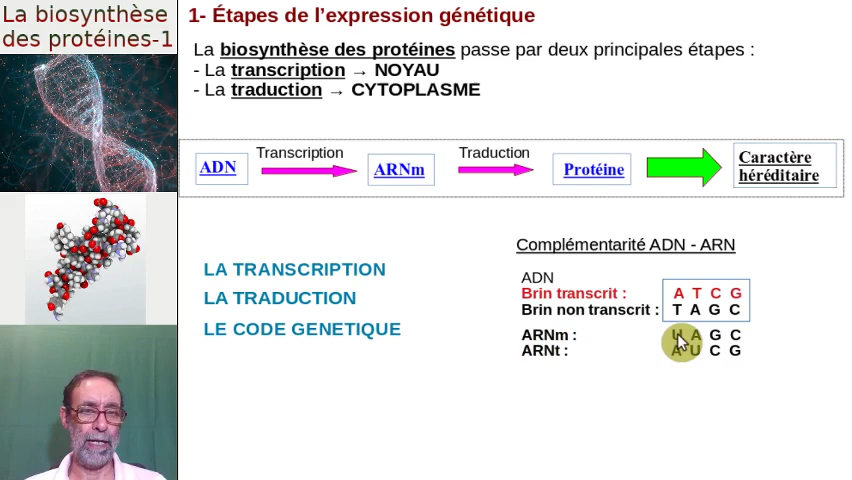 La biosynthèse
des protéines-1
1- Étapes de l'expression génétique
La biosynthèse des protéines passe par deux principales étapes :
- La transcription → NOYAU
- La traduction → CYTOPLASME
ADN
Transcription
ARNm
Traduction
Protéine
Caractère
héréditaire
LA TRANSCRIPTION
LA TRADUCTION
LE CODE GENETIQUE
Complémentarité ADN - ARN
ADN
Brin transcrit : A T C G
Brin non transcrit : T A G C
ARNm : U A G C
ARNt : A U C G